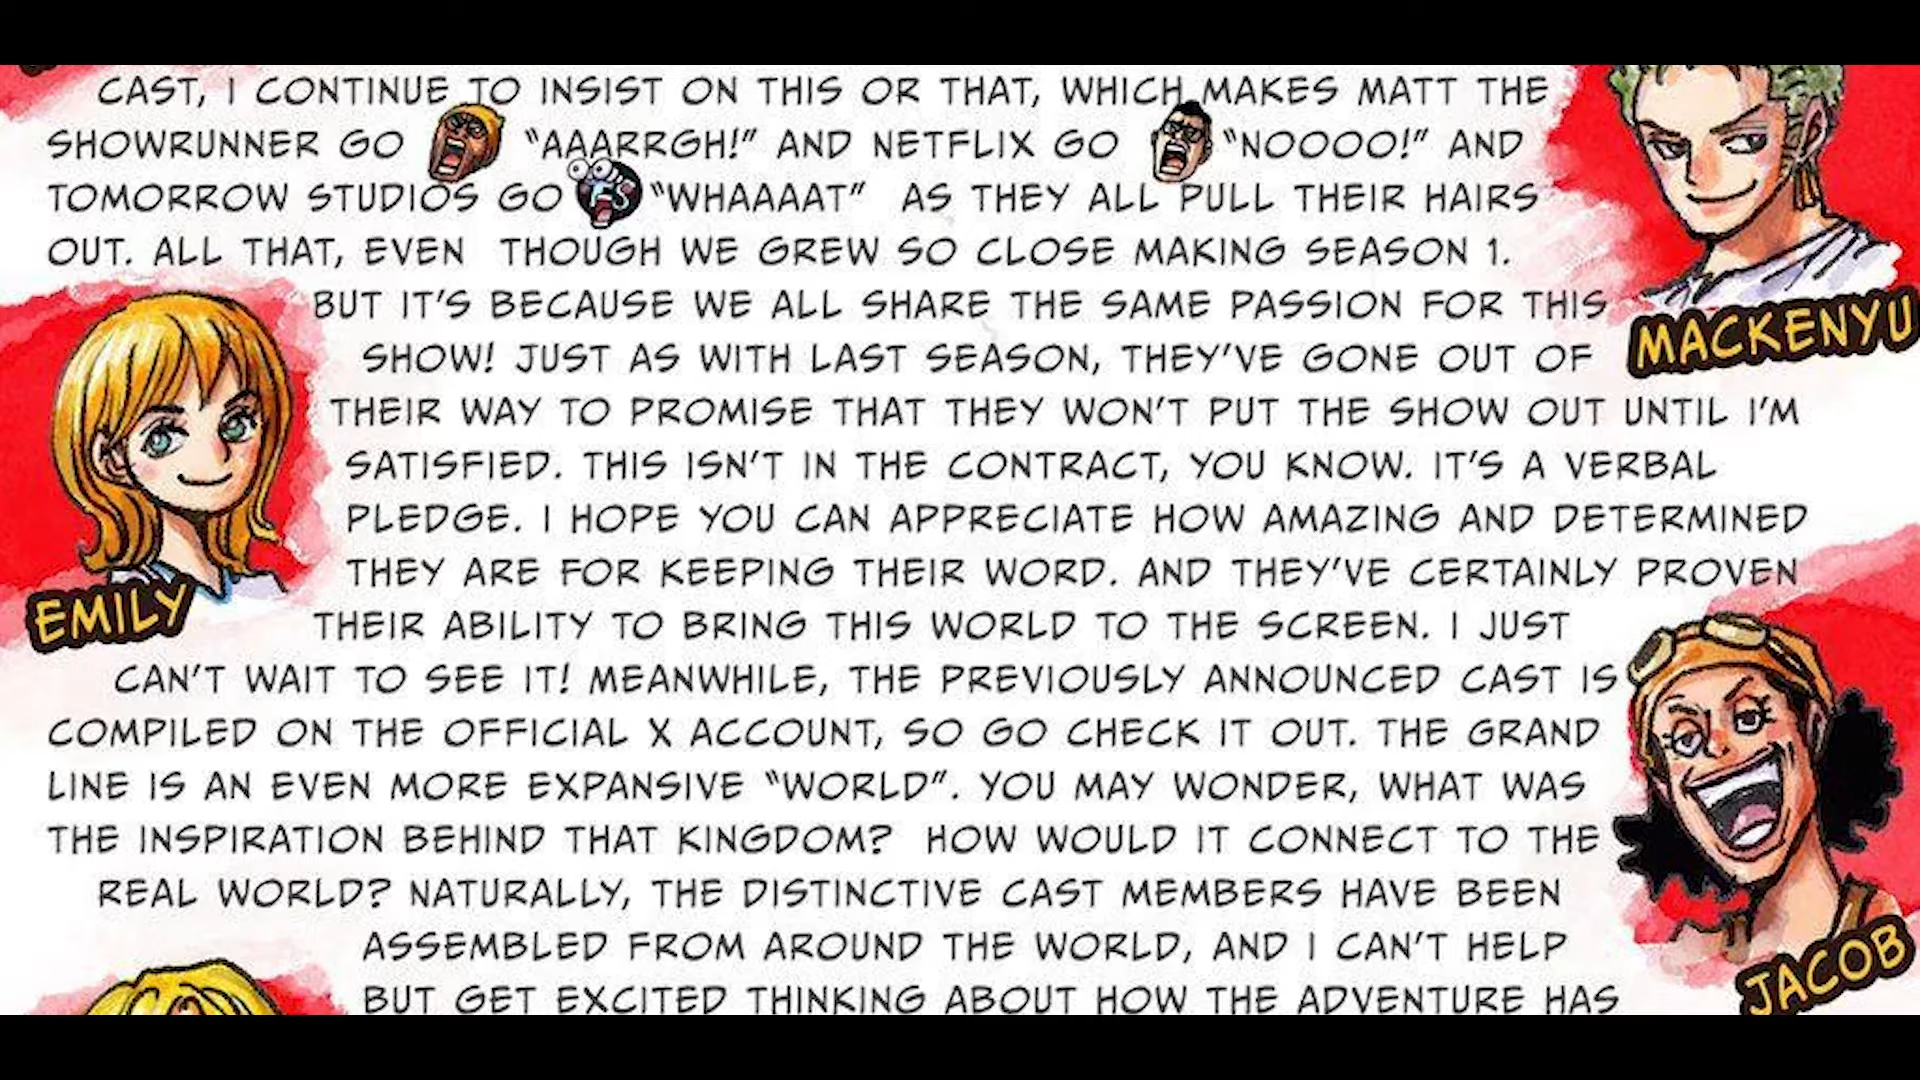 CAST, I CONTINUE TO INSIST ON THIS OR THAT, WHICH MAKES MATT THE
SHOWRUNNER GO "AAARRGH!" AND NETFLIX GO "NOOOO!" AND
TOMORROW STUDIOS GO "WHAAAAT" AS THEY ALL PULL THEIR HAIRS
OUT. ALL THAT, EVEN THOUGH WE GREW SO CLOSE MAKING SEASON 1.
BUT IT'S BECAUSE WE ALL SHARE THE SAME PASSION FOR THIS
MACKENYU
SHOW! JUST AS WITH LAST SEASON, THEY'VE GONE OUT OF
THEIR WAY TO PROMISE THAT THEY WON'T PUT THE SHOW OUT UNTIL I'M
SATISFIED. THIS ISN'T IN THE CONTRACT, YOU KNOW. IT'S A VERBAL
PLEDGE. I HOPE YOU CAN APPRECIATE HOW AMAZING AND DETERMINED
THEY ARE FOR KEEPING THEIR WORD. AND THEY'VE CERTAINLY PROVEN
EMILY
THEIR ABILITY TO BRING THIS WORLD TO THE SCREEN. I JUST
CAN'T WAIT TO SEE IT! MEANWHILE, THE PREVIOUSLY ANNOUNCED CAST IS
COMPILED ON THE OFFICIAL X ACCOUNT, SO GO CHECK IT OUT. THE GRAND
LINE IS AN EVEN MORE EXPANSIVE "WORLD". YOU MAY WONDER, WHAT WAS
THE INSPIRATION BEHIND THAT KINGDOM? HOW WOULD IT CONNECT TO THE
REAL WORLD? NATURALLY, THE DISTINCTIVE CAST MEMBERS HAVE BEEN
ASSEMBLED FROM AROUND THE WORLD, AND I CAN'T HELP
JACOB
BUT GET EXCITED THINKING ABOUT HOW THE ADVENTURE HAS